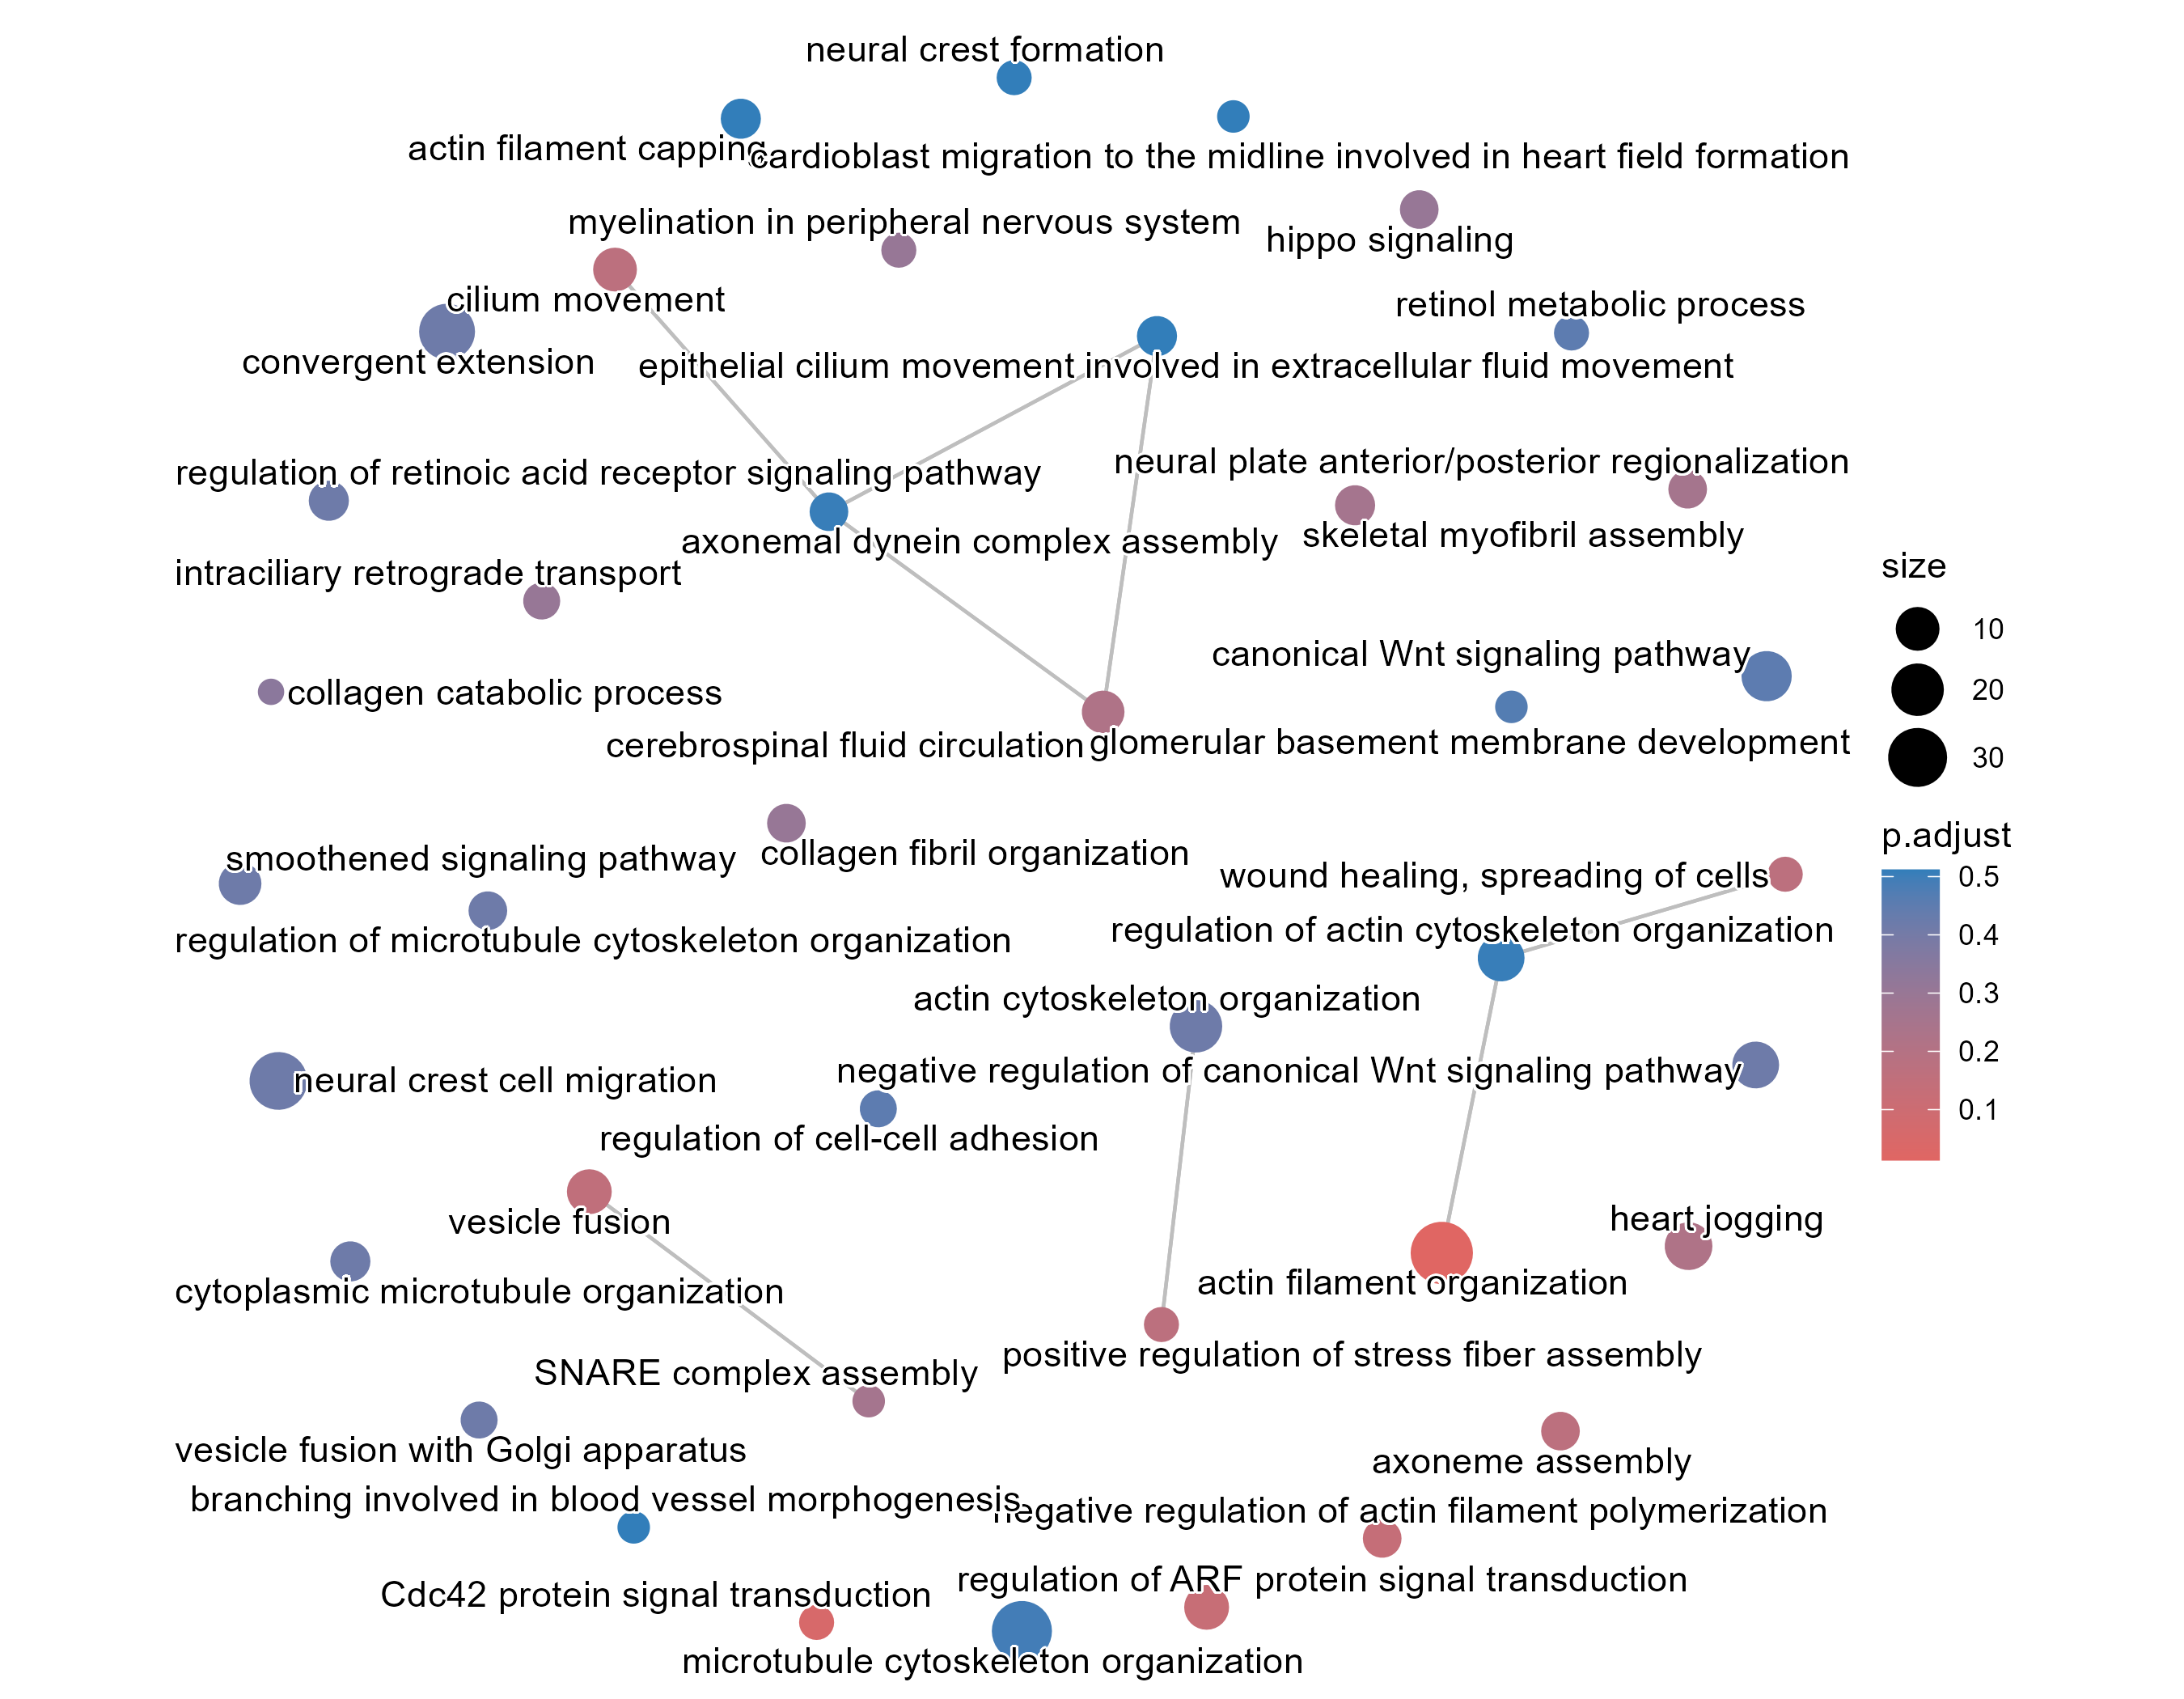 neural crest formation
actin filament capping
cardioblast migration to the midline involved in heart field formation
myelination in peripheral nervous system
hippo signaling
cilium movement
retinol metabolic process
convergent extension
epithelial cilium movement involved in extracellular fluid movement
regulation of retinoic acid receptor signaling pathway
neural plate anterior/posterior regionalization
axonemal dynein complex assembly
skeletal myofibril assembly
intraciliary retrograde transport
canonical Wnt signaling pathway
collagen catabolic process
cerebrospinal fluid circulation
glomerular basement membrane development
smoothened signaling pathway
collagen fibril organization
wound healing, spreading of cells
regulation of microtubule cytoskeleton organization
regulation of actin cytoskeleton organization
actin cytoskeleton organization
neural crest cell migration
negative regulation of canonical Wnt signaling pathway
regulation of cell-cell adhesion
vesicle fusion
heart jogging
cytoplasmic microtubule organization
actin filament organization
SNARE complex assembly
positive regulation of stress fiber assembly
vesicle fusion with Golgi apparatus
axoneme assembly
branching involved in blood vessel morphogenesis
negative regulation of actin filament polymerization
Cdc42 protein signal transduction
regulation of ARF protein signal transduction
microtubule cytoskeleton organization
size
10
20
30
p.adjust
0.5
0.4
0.3
0.2
0.1